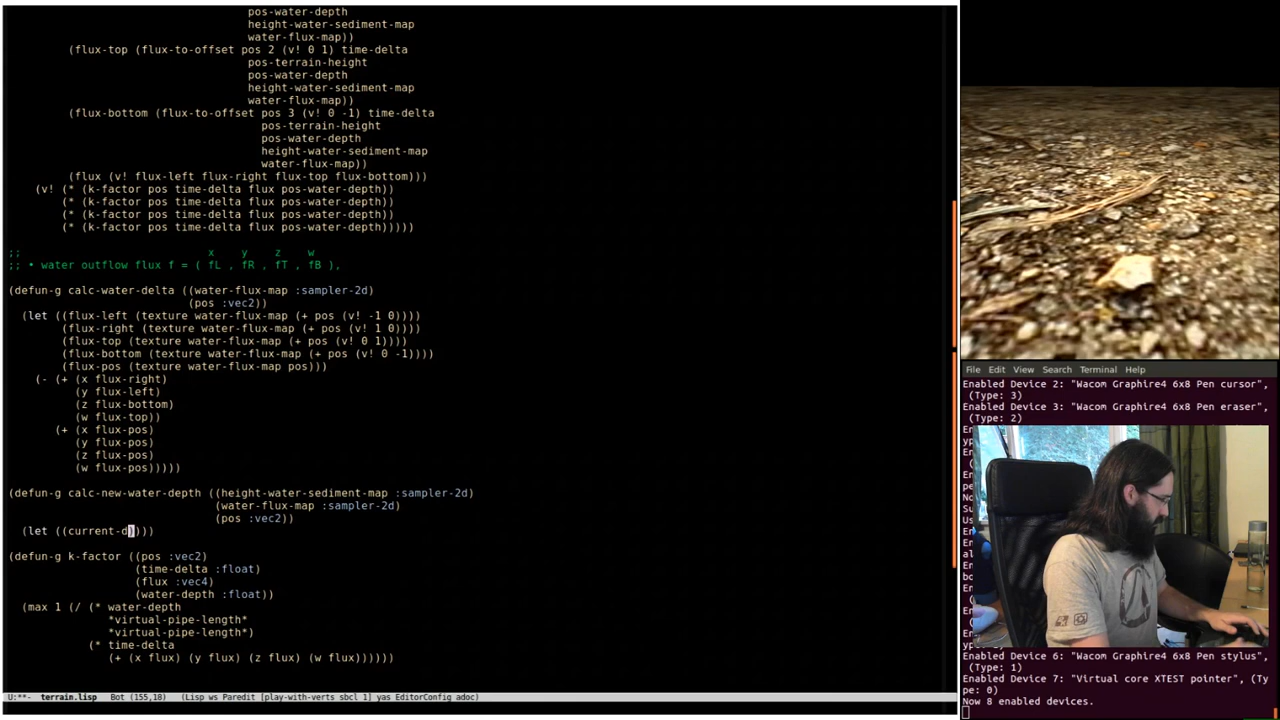 pos-water-depth
height-water-sediment-map
water-flux-map))
(flux-top (flux-to-offset pos 2 (v! 0 1) time-delta
pos-terrain-height
pos-water-depth
height-water-sediment-map
water-flux-map))
(flux-bottom (flux-to-offset pos 3 (v! 0 -1) time-delta
pos-terrain-height
pos-water-depth
height-water-sediment-map
water-flux-map))
(flux (v! flux-left flux-right flux-top flux-bottom)))
(v! (* (k-factor pos time-delta flux pos-water-depth))
(* (k-factor pos time-delta flux pos-water-depth))
(* (k-factor pos time-delta flux pos-water-depth))
(* (k-factor pos time-delta flux pos-water-depth)))))
;; x y z w
;; • water outflow flux f = ( fL , fR , fT , fB ),
(defun-g calc-water-delta ((water-flux-map :sampler-2d)
(pos :vec2))
(let ((flux-left (texture water-flux-map (+ pos (v! -1 0))))
(flux-right (texture water-flux-map (+ pos (v! 1 0))))
(flux-top (texture water-flux-map (+ pos (v! 0 1))))
(flux-bottom (texture water-flux-map (+ pos (v! 0 -1))))
(flux-pos (texture water-flux-map pos)))
(- (+ (x flux-right)
(y flux-left)
(z flux-bottom)
(w flux-top))
(+ (x flux-pos)
(y flux-pos)
(z flux-pos)
(w flux-pos)))))
(defun-g calc-new-water-depth ((height-water-sediment-map :sampler-2d)
(water-flux-map :sampler-2d)
(pos :vec2))
(let ((current-d))))
(defun-g k-factor ((pos :vec2)
(time-delta :float)
(flux :vec4)
(water-depth :float))
(max 1 (/ (* water-depth
*virtual-pipe-length*
*virtual-pipe-length*)
(* time-delta
(+ (x flux) (y flux) (z flux) (w flux))))))
U:**- terrain.lisp Bot (155,18) (Lisp ws Paredit [play-with-verts sbcl 1] yas EditorConfig adoc)
File Edit View Search Terminal Help
Enabled Device 2: "Wacom Graphire4 6x8 Pen cursor",
(Type: 3)
Enabled Device 3: "Wacom Graphire4 6x8 Pen eraser",
(Type: 2)
Enabled Device 6: "Wacom Graphire4 6x8 Pen stylus",
(Type: 1)
Enabled Device 7: "Virtual core XTEST pointer", (Ty
pe: 0)
Now 8 enabled devices.